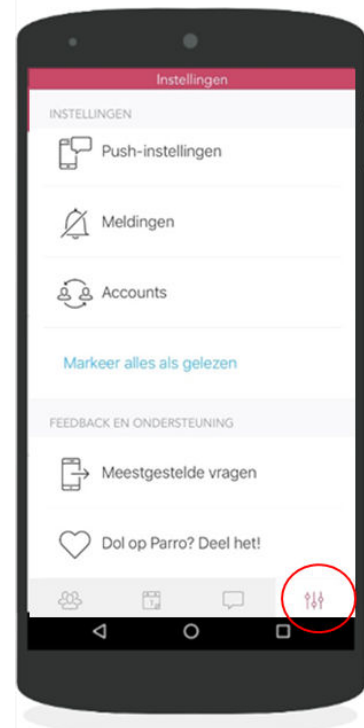 Instellingen
INSTELLINGEN
Push-instellingen
Meldingen
Accounts
Markeer alles als gelezen
FEEDBACK EN ONDERSTEUNING
Meestgestelde vragen
Dol op Parro? Deel het!